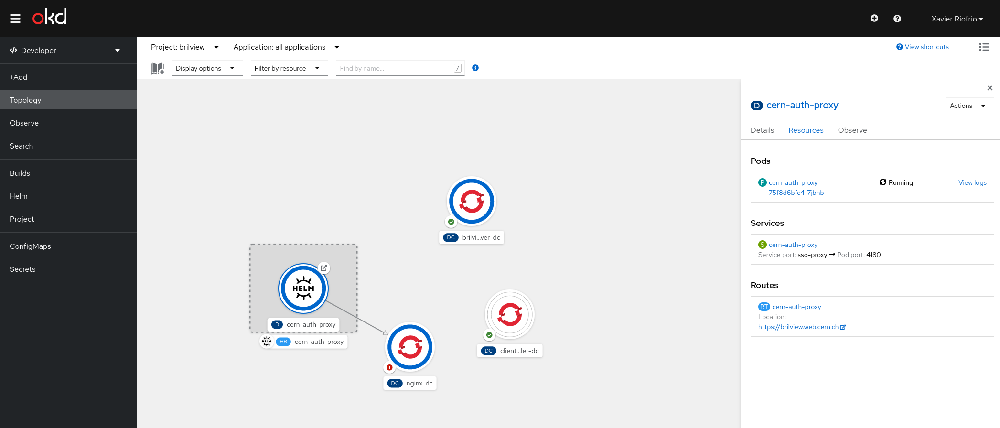 okd
Xavier Riofrio
Developer
+Add
Topology
Observe
Search
Builds
Helm
Project
ConfigMaps
Secrets
Project: brilview
Application: all applications
View shortcuts
Display options
Filter by resource
Find by name...
/
DC brilvi...ver-dc
HELM
D cern-auth-proxy
HELM HR cern-auth-proxy
DC client...ler-dc
DC nginx-dc
D cern-auth-proxy
Actions
Details Resources Observe
Pods
P cern-auth-proxy-
75f8d6bfc4-7jbnb
Running
View logs
Services
S cern-auth-proxy
Service port: sso-proxy → Pod port: 4180
Routes
RT cern-auth-proxy
Location:
https://brilview.web.cern.ch